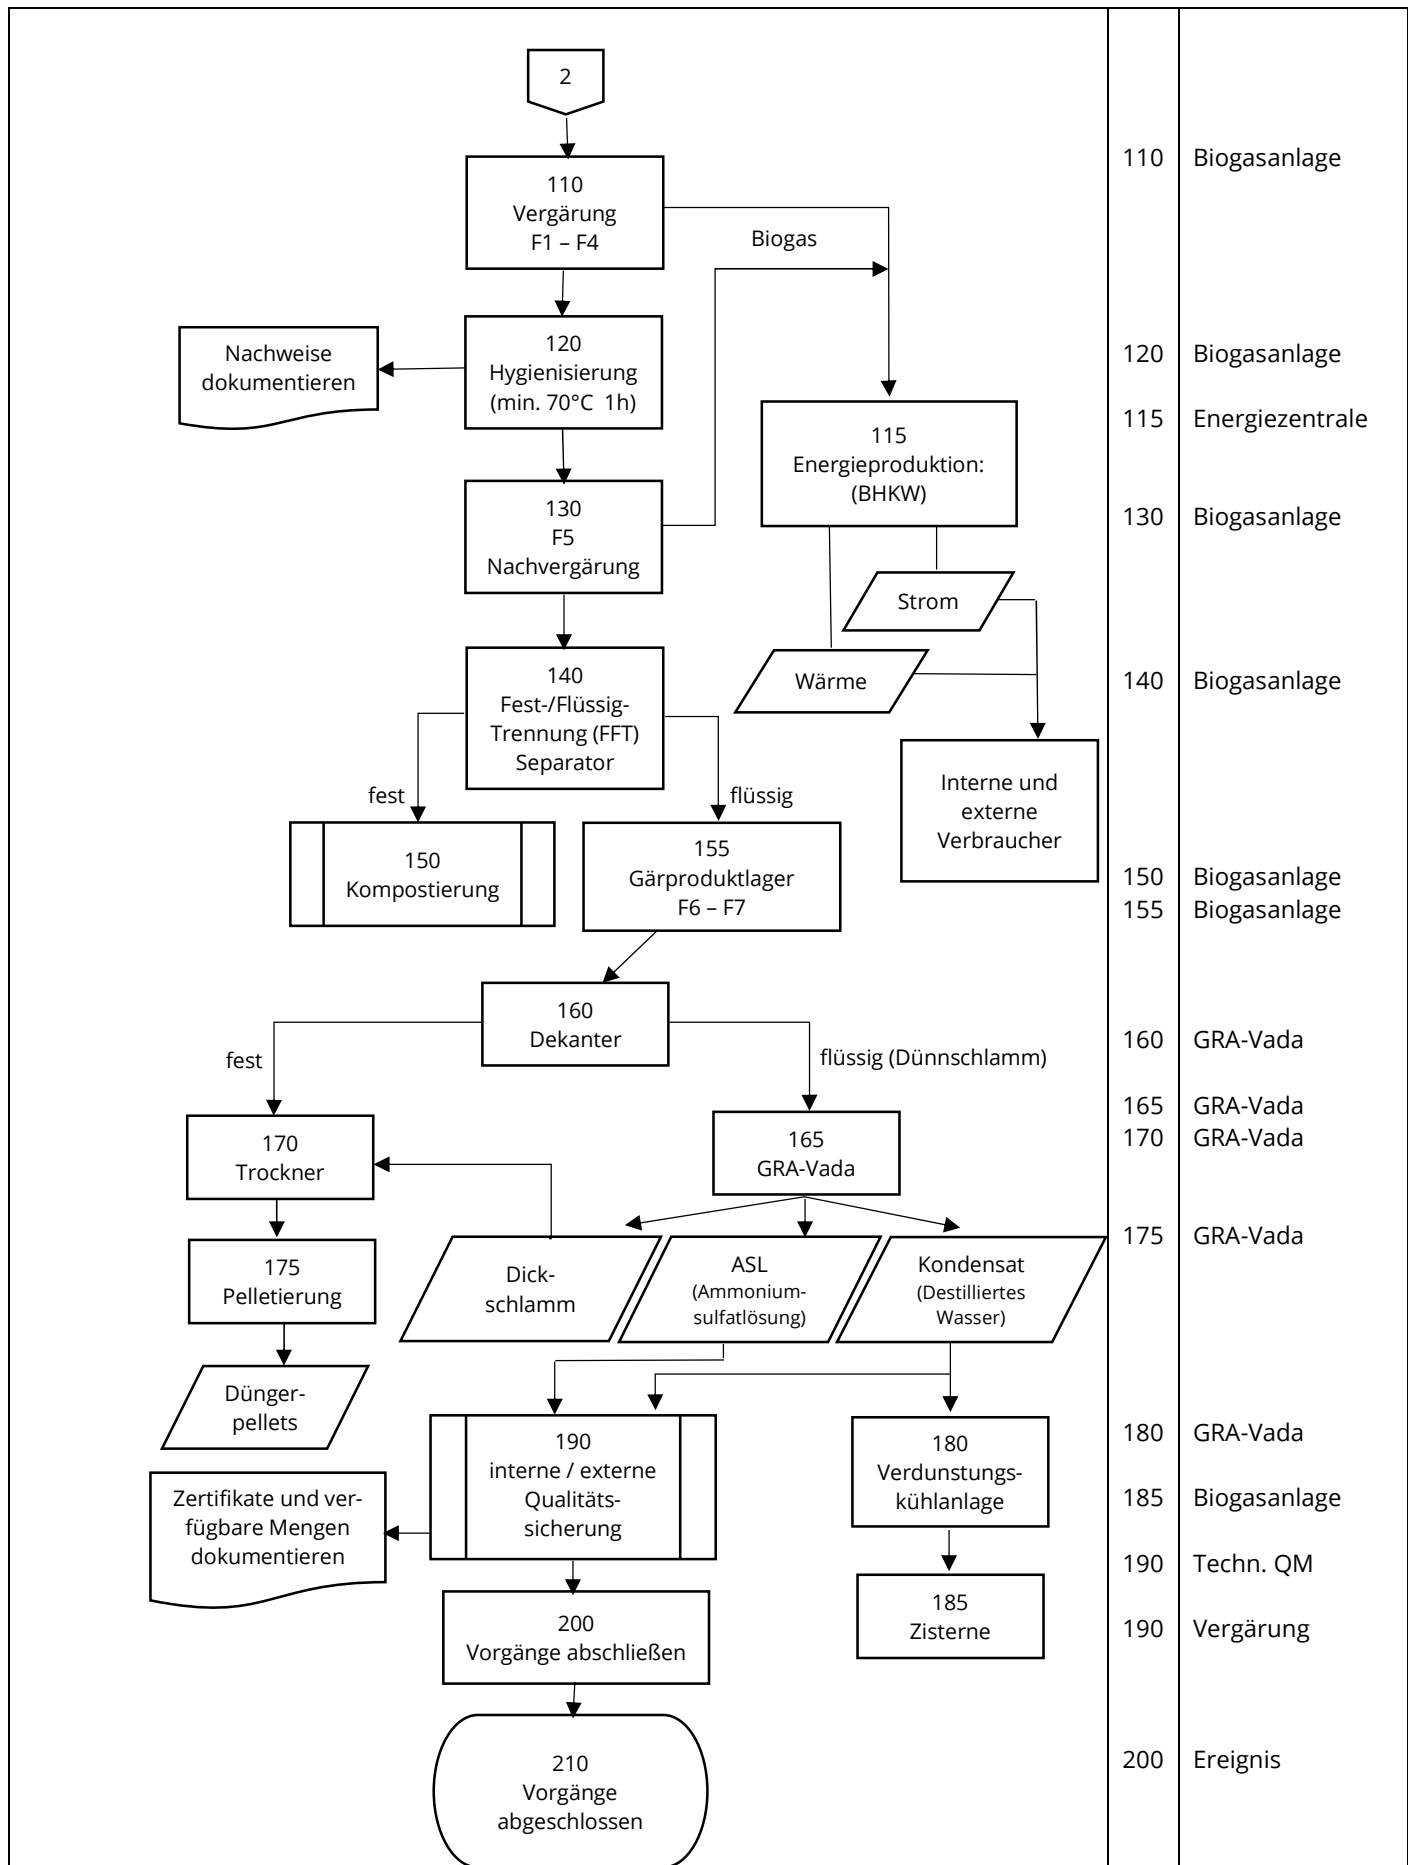 2
110
Vergärung
F1 – F4
Biogas
120
Hygienisierung
(min. 70°C  1h)
Nachweise
dokumentieren
115
Energieproduktion:
(BHKW)
130
F5
Nachvergärung
Strom
Wärme
140
Fest-/Flüssig-
Trennung (FFT)
Separator
Interne und
externe
Verbraucher
fest
flüssig
150
Kompostierung
155
Gärproduktlager
F6 – F7
160
Dekanter
fest
flüssig (Dünnschlamm)
170
Trockner
165
GRA-Vada
175
Pelletierung
Dick-
schlamm
ASL
(Ammonium-
sulfatlösung)
Kondensat
(Destilliertes
Wasser)
Dünger-
pellets
190
interne / externe
Qualitäts-
sicherung
180
Verdunstungs-
kühlanlage
Zertifikate und ver-
fügbare Mengen
dokumentieren
185
Zisterne
200
Vorgänge abschließen
210
Vorgänge
abgeschlossen
110 Biogasanlage
120 Biogasanlage
115 Energiezentrale
130 Biogasanlage
140 Biogasanlage
150 Biogasanlage
155 Biogasanlage
160 GRA-Vada
165 GRA-Vada
170 GRA-Vada
175 GRA-Vada
180 GRA-Vada
185 Biogasanlage
190 Techn. QM
190 Vergärung
200 Ereignis